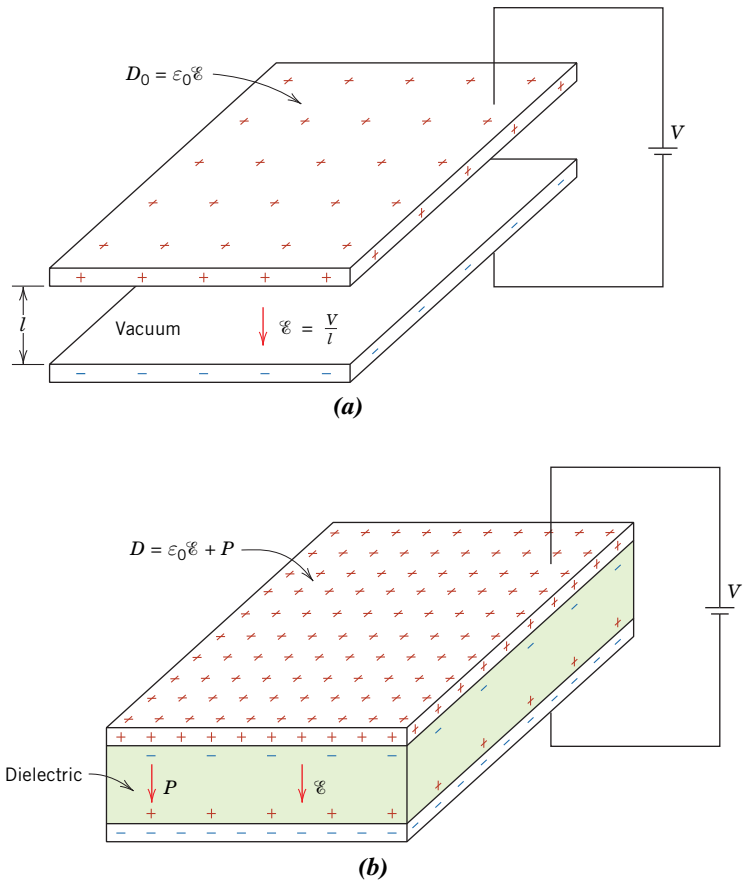 D₀ = ε₀ℰ
V
l
Vacuum
ℰ = V/l
(a)
D = ε₀ℰ + P
V
Dielectric
P
ℰ
(b)